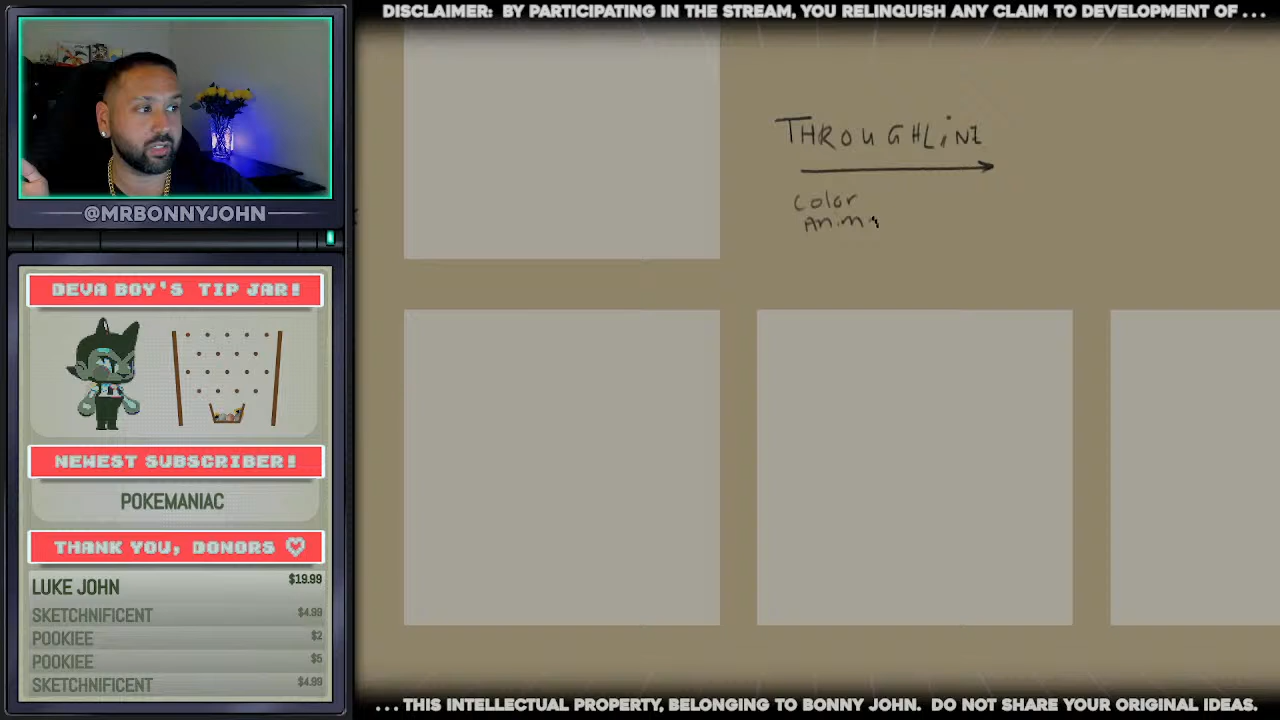 DISCLAIMER: BY PARTICIPATING IN THE STREAM, YOU RELINQUISH ANY CLAIM TO DEVELOPMENT OF . . .
THROUGHLINE
Color
Anim
@MRBONNYJOHN
DEVA BOY'S TIP JAR!
NEWEST SUBSCRIBER!
POKEMANIAC
THANK YOU, DONORS
LUKE JOHN $19.99
SKETCHNIFICENT $4.99
POOKIEE $2
POOKIEE $5
SKETCHNIFICENT $4.99
. . . THIS INTELLECTUAL PROPERTY, BELONGING TO BONNY JOHN. DO NOT SHARE YOUR ORIGINAL IDEAS.